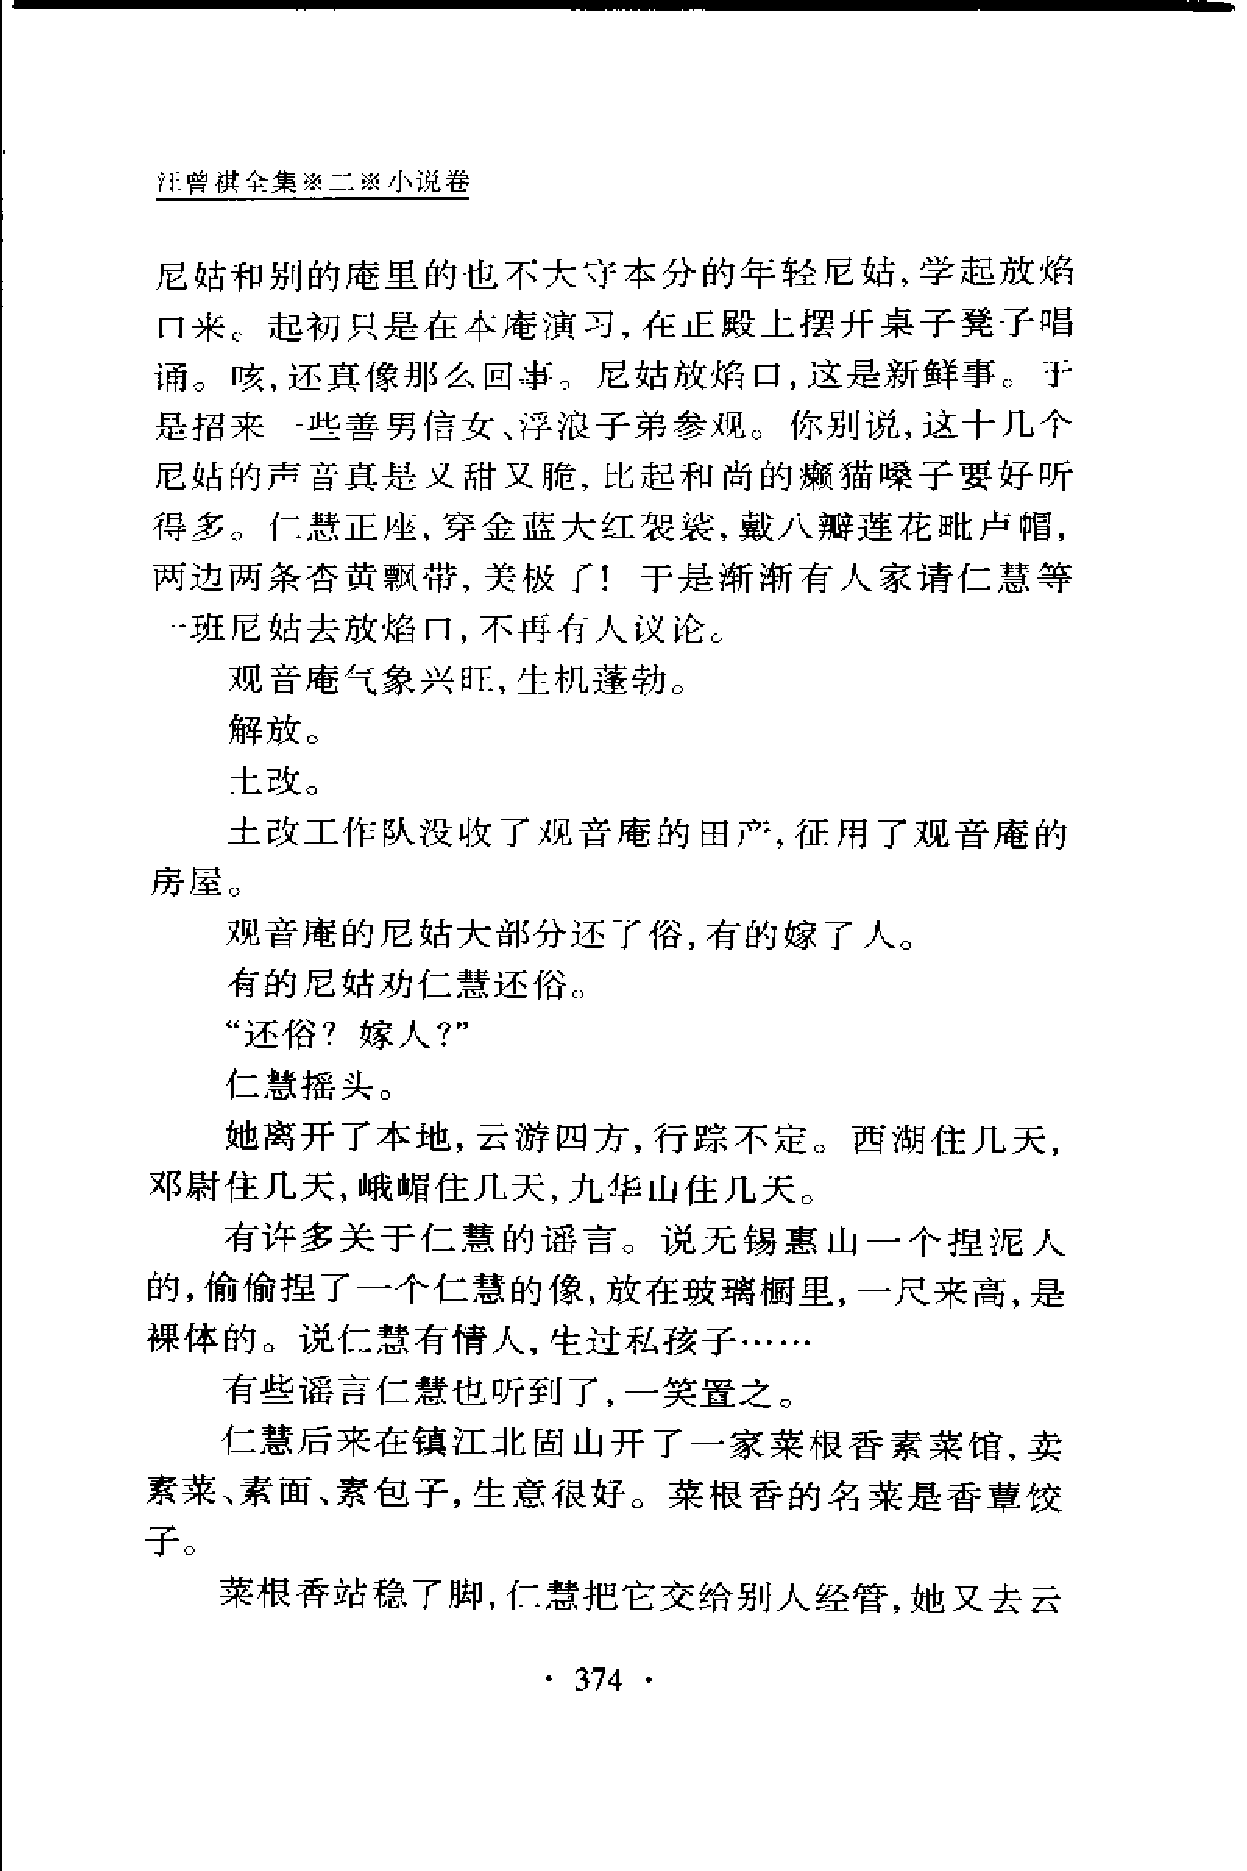 汪曾祺全集※二※小说卷
尼姑和别的庵里的也不大守本分的年轻尼姑,学起放焰
口来。起初只是在本庵演习,在正殿上摆开桌子凳子唱
诵。咳,还真像那么回事。尼姑放焰口,这是新鲜事。于
是招来一些善男信女、浮浪子弟参观。你别说,这十几个
尼姑的声音真是又甜又脆,比起和尚的癞猫嗓子要好听
得多。仁慧正座,穿金蓝大红袈裟,戴八瓣莲花毗卢帽,
两边两条杏黄飘带,美极了!于是渐渐有人家请仁慧等
一班尼姑去放焰口,不再有人议论。
观音庵气象兴旺,生机蓬勃。
解放。
土改。
土改工作队没收了观音庵的田产,征用了观音庵的
房屋。
观音庵的尼姑大部分还了俗,有的嫁了人。
有的尼姑劝仁慧还俗。
“还俗?嫁人?”
仁慧摇头。
她离开了本地,云游四方,行踪不定。西湖住几天,
邓尉住几天,峨嵋住几天,九华山住几天。
有许多关于仁慧的谣言。说无锡惠山一个捏泥人
的,偷偷捏了一个仁慧的像,放在玻璃橱里,一尺来高,是
裸体的。说仁慧有情人,生过私孩子……
有些谣言仁慧也听到了,一笑置之。
仁慧后来在镇江北固山开了一家菜根香素菜馆,卖
素菜、素面、素包子,生意很好。菜根香的名菜是香蕈饺
子。
菜根香站稳了脚,仁慧把它交给别人经管,她又去云
· 374 ·